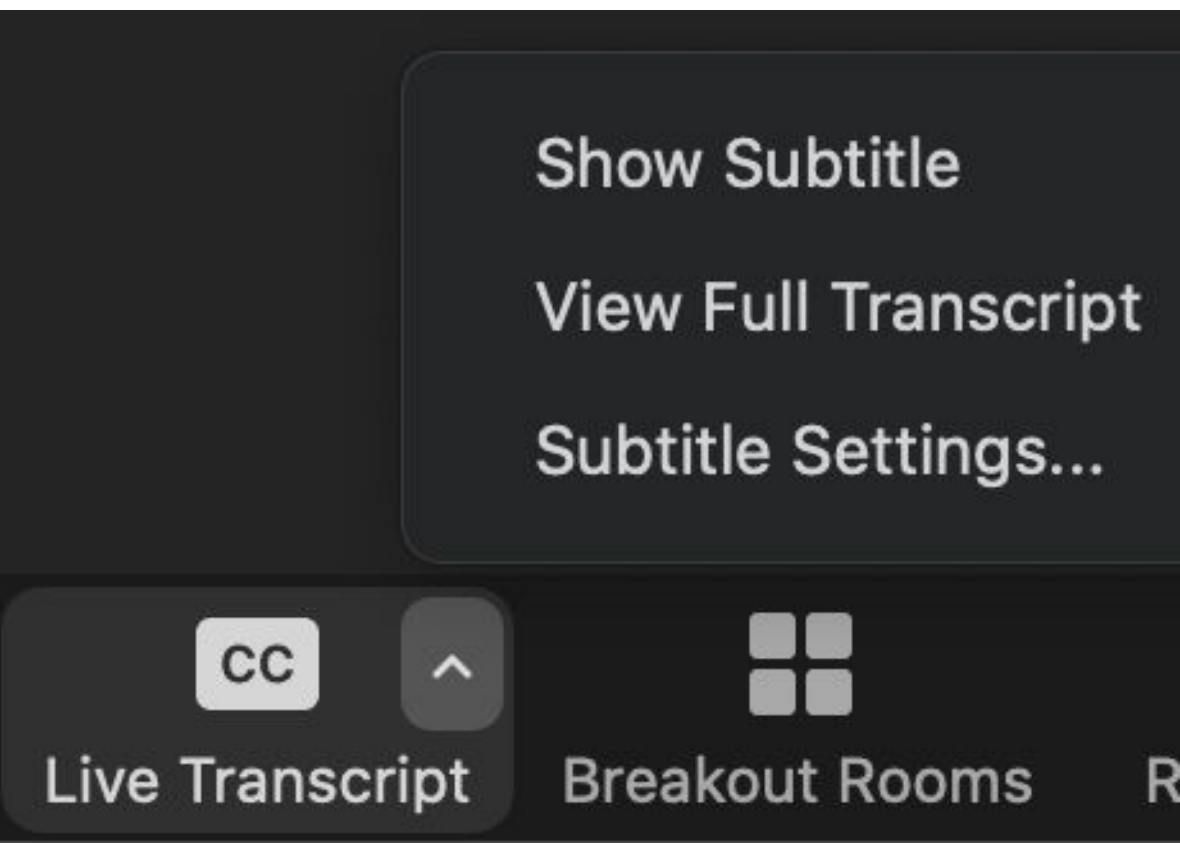 Show Subtitle
View Full Transcript
Subtitle Settings...
CC
Live Transcript
Breakout Rooms
R